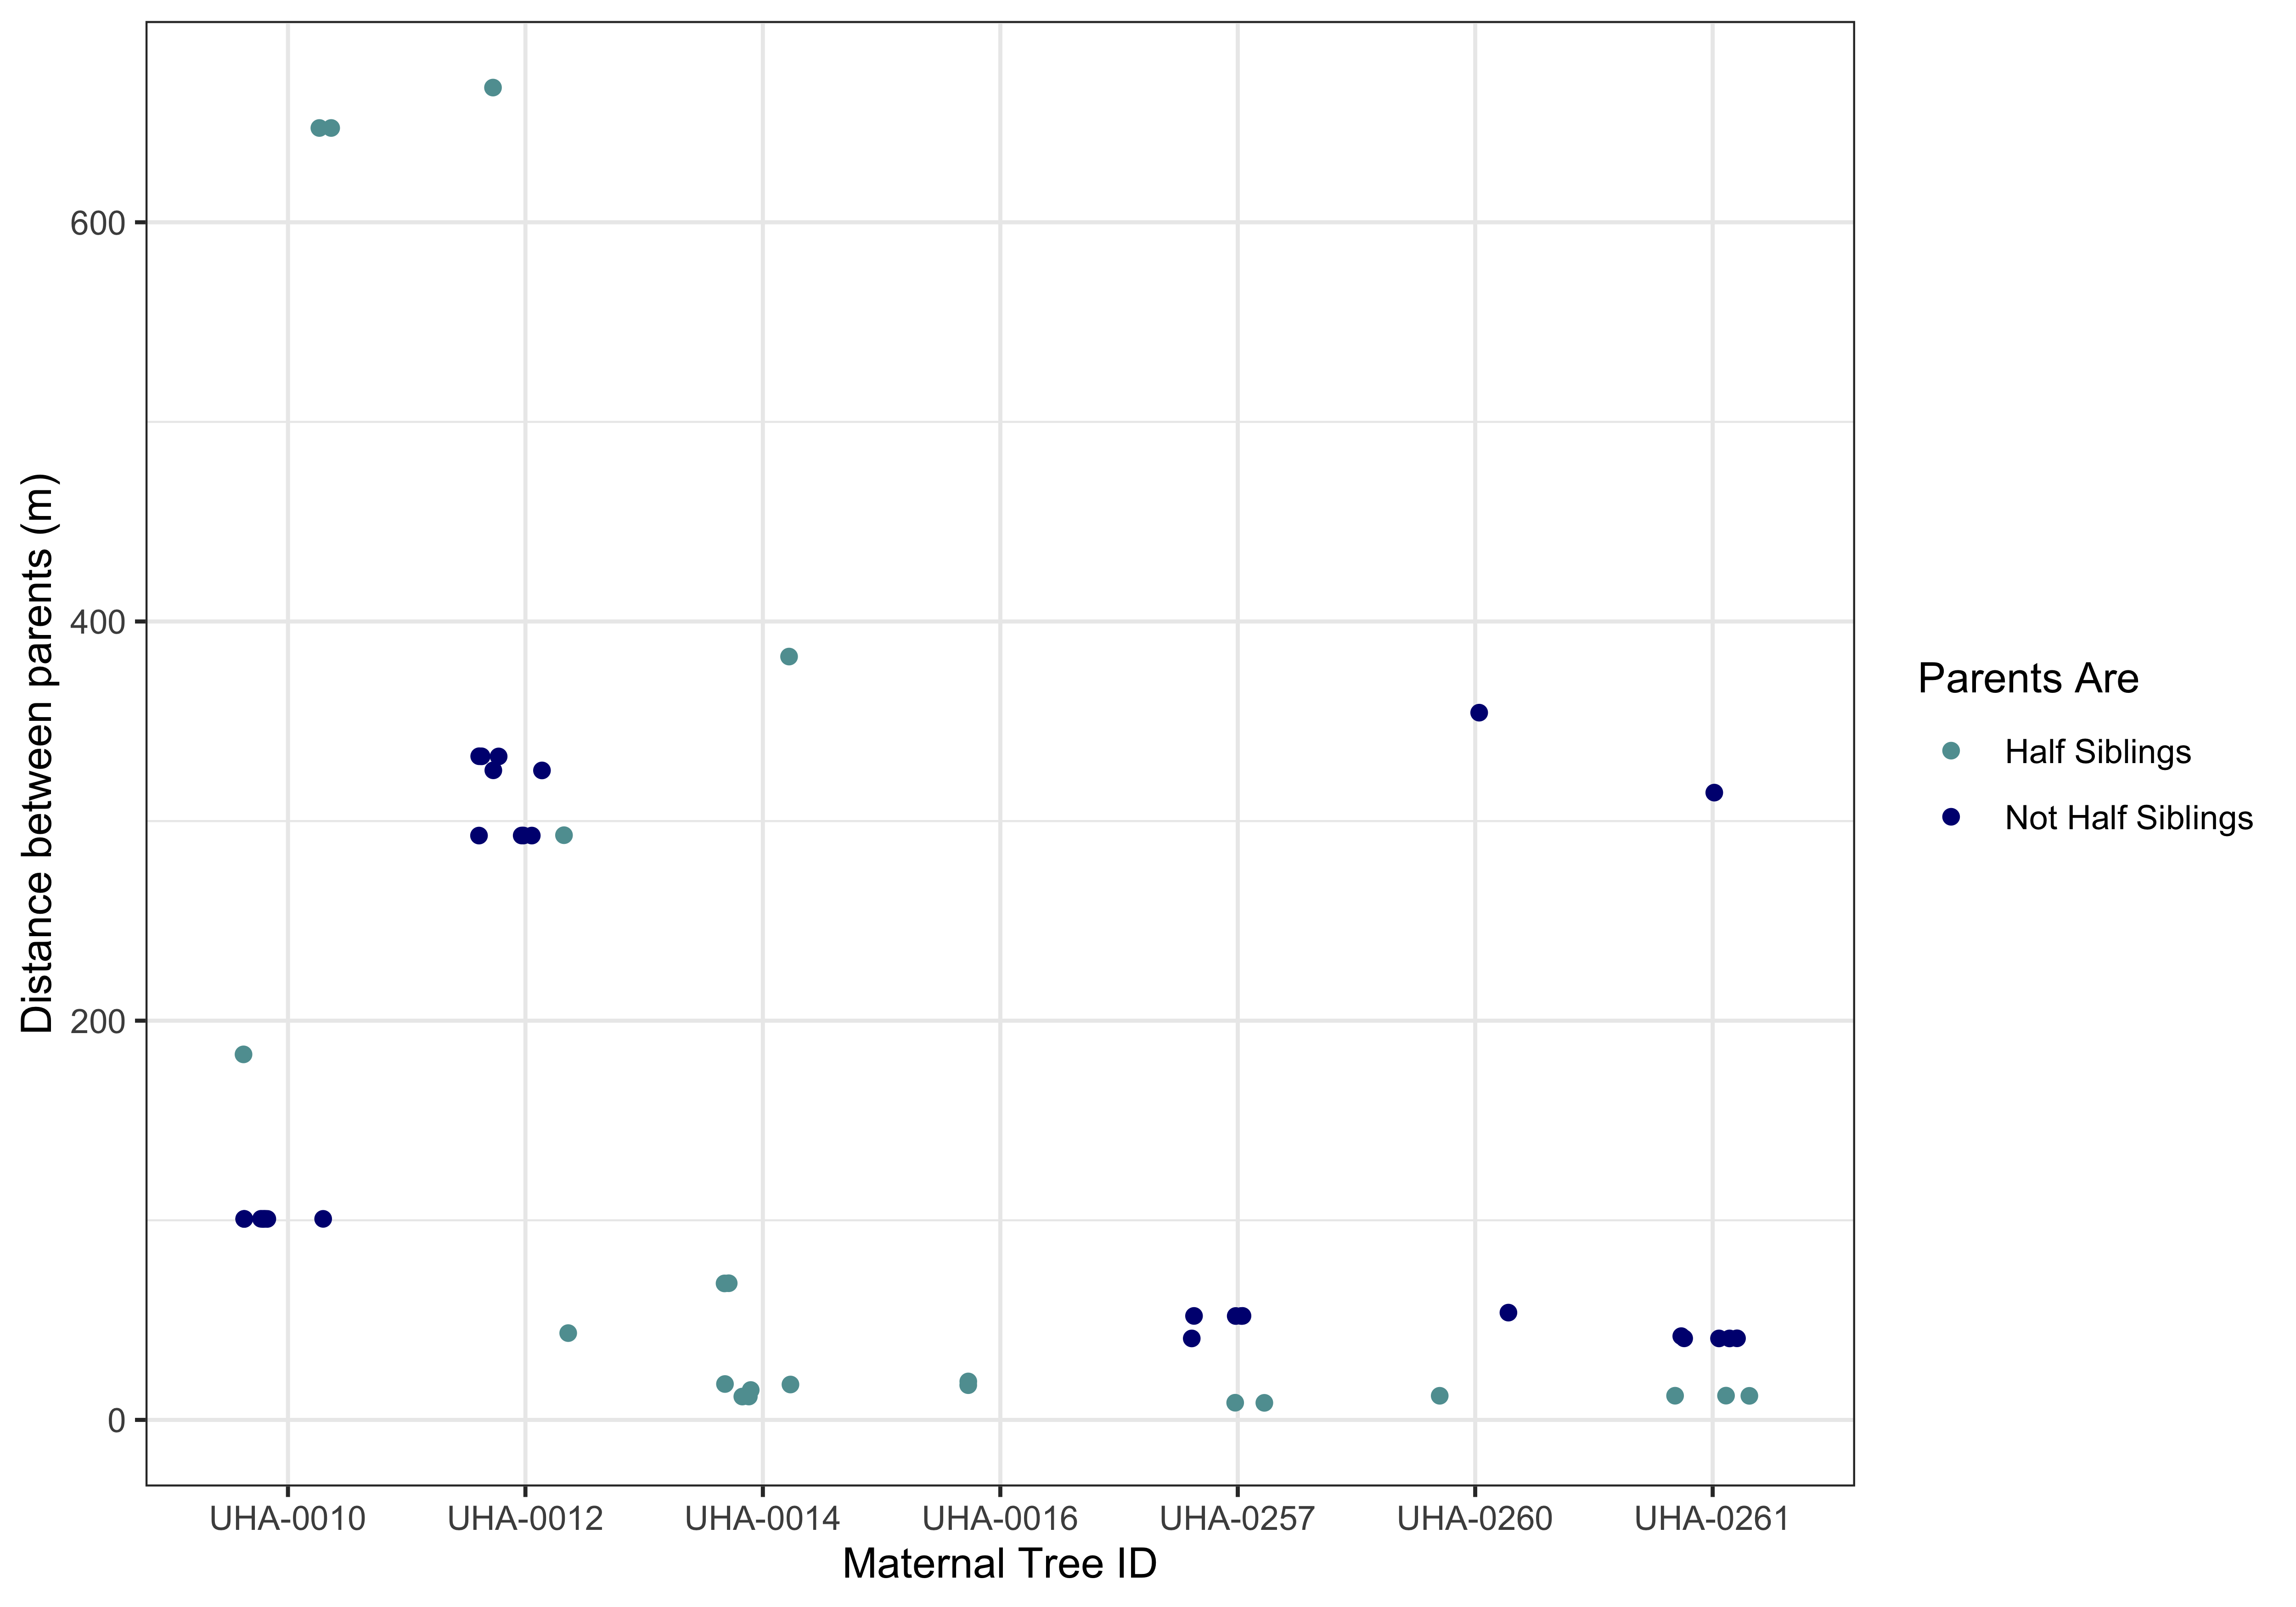 Distance between parents (m)
600
400
200
0
UHA-0010 UHA-0012 UHA-0014 UHA-0016 UHA-0257 UHA-0260 UHA-0261
Maternal Tree ID
Parents Are
Half Siblings
Not Half Siblings